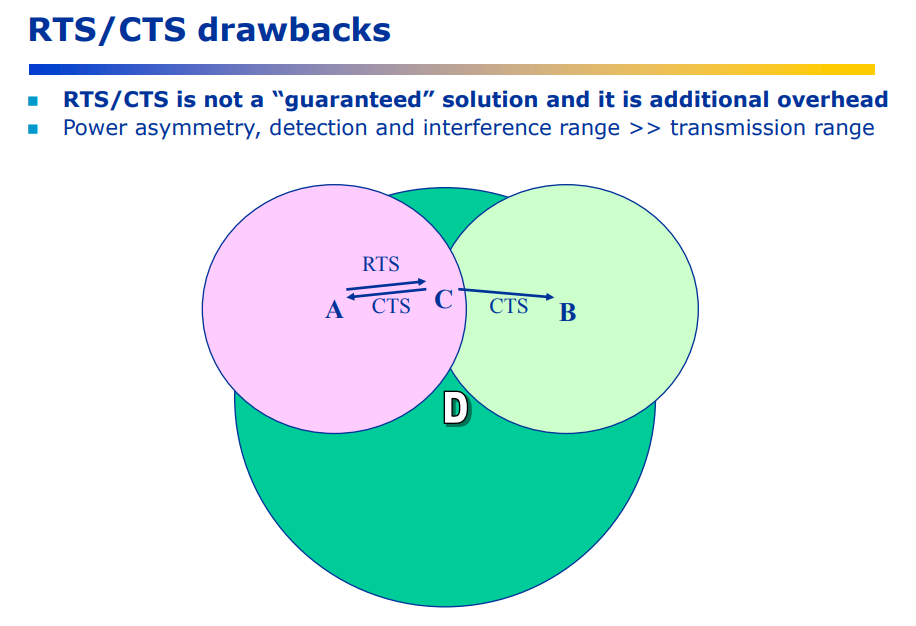 RTS/CTS drawbacks
RTS/CTS is not a “guaranteed” solution and it is additional overhead
Power asymmetry, detection and interference range >> transmission range
RTS
A CTS C CTS B
D